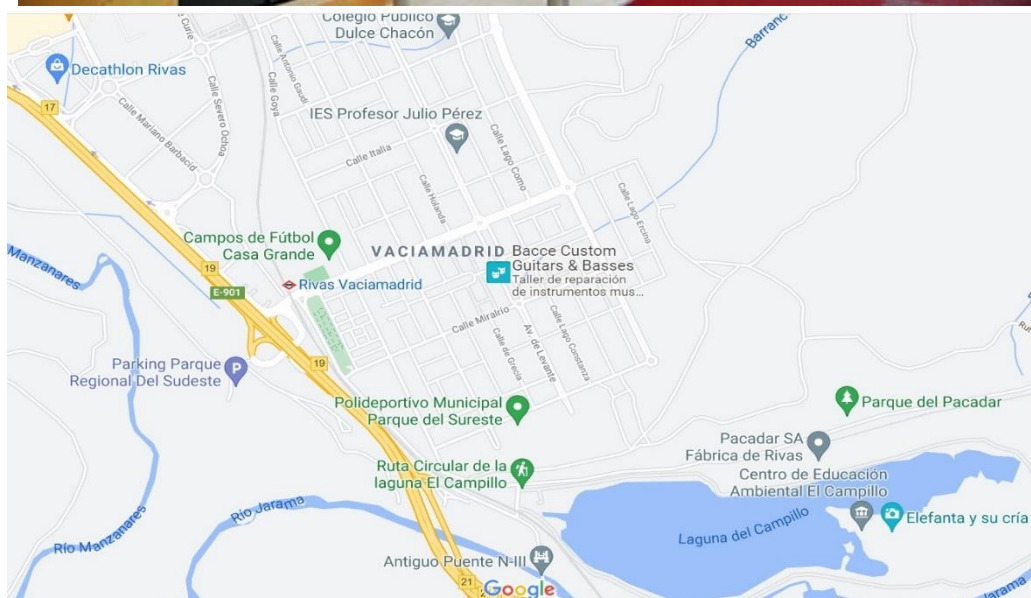 Colegio Público
Dulce Chacón
Calle Antonio Gaudí
Calle Goya
Barranc
Decathlon Rivas
Calle Severo Ochoa
17
Calle Mariano Barbacid
IES Profesor Julio Pérez
Calle Italia
Calle Lago Como
Calle Holanda
Calle Lago Ercina
Campos de Fútbol
Casa Grande
VACIAMADRID
Bacce Custom
Guitars & Basses
Taller de reparación
de instrumentos mus...
Manzanares
19
E-901
Rivas Vaciamadrid
Calle Miralrio
Calle de Grecia
Av. de Levante
Calle Lago Constanza
Parking Parque
Regional Del Sudeste
19
Polideportivo Municipal
Parque del Sureste
Parque del Pacadar
Pacadar SA
Fábrica de Rivas
Ruta Circular de la
laguna El Campillo
Centro de Educación
Ambiental El Campillo
Río Jarama
Río Manzanares
Laguna del Campillo
Elefanta y su cría
Antiguo Puente N-III
21
Google
Jarama